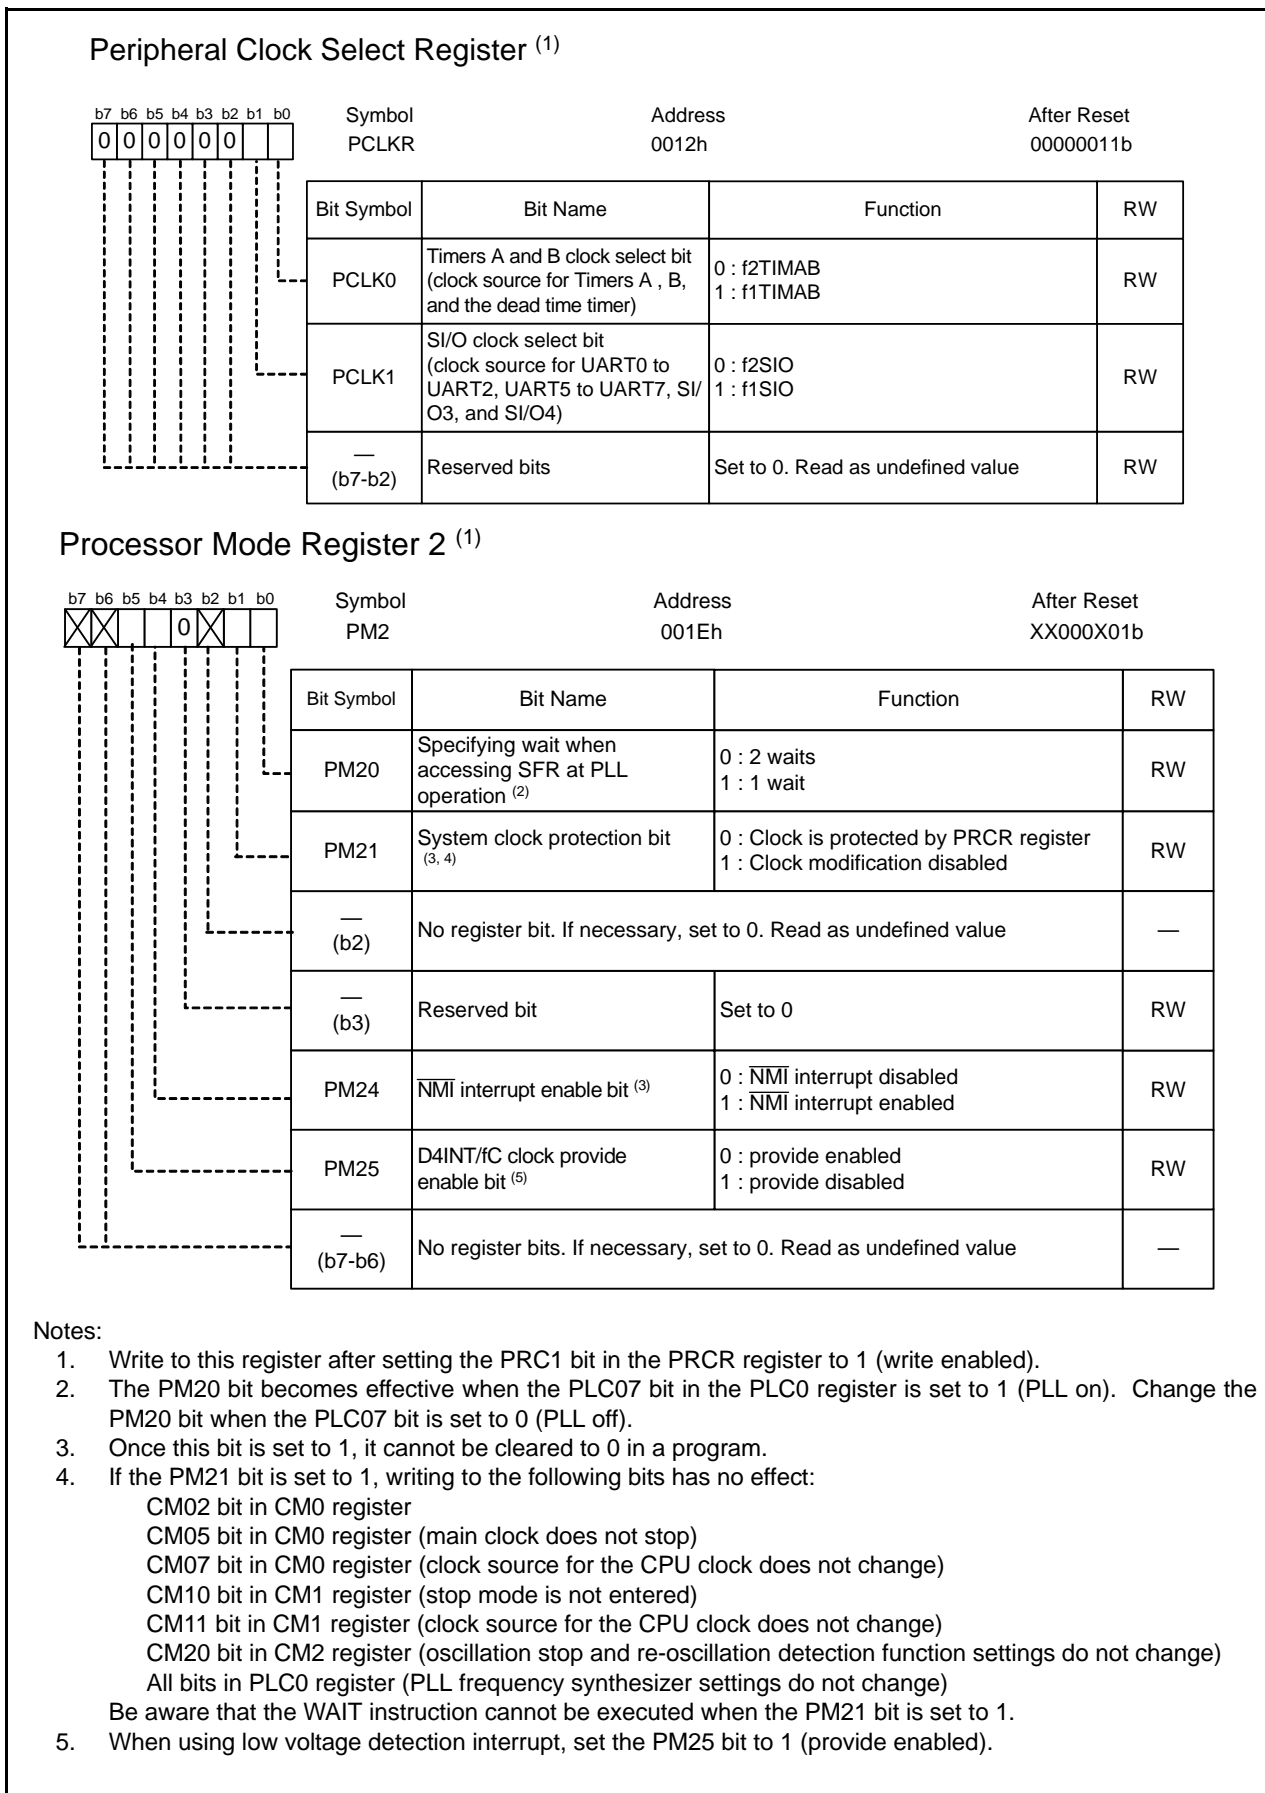 Peripheral Clock Select Register (1)
b7 b6 b5 b4 b3 b2 b1 b0 Symbol Address After Reset
0 0 0 0 0 0 PCLKR 0012h 00000011b
Bit Symbol Bit Name Function RW
PCLK0 Timers A and B clock select bit
(clock source for Timers A , B,
and the dead time timer) 0 : f2TIMAB
1 : f1TIMAB RW
PCLK1 SI/O clock select bit
(clock source for UART0 to
UART2, UART5 to UART7, SI/
O3, and SI/O4) 0 : f2SIO
1 : f1SIO RW
—
(b7-b2) Reserved bits Set to 0. Read as undefined value RW
Processor Mode Register 2 (1)
b7 b6 b5 b4 b3 b2 b1 b0 Symbol Address After Reset
0 PM2 001Eh XX000X01b
Bit Symbol Bit Name Function RW
PM20 Specifying wait when
accessing SFR at PLL
operation (2) 0 : 2 waits
1 : 1 wait RW
PM21 System clock protection bit
(3, 4) 0 : Clock is protected by PRCR register
1 : Clock modification disabled RW
—
(b2) No register bit. If necessary, set to 0. Read as undefined value —
—
(b3) Reserved bit Set to 0 RW
PM24 NMI interrupt enable bit (3) 0 : NMI interrupt disabled
1 : NMI interrupt enabled RW
PM25 D4INT/fC clock provide
enable bit (5) 0 : provide enabled
1 : provide disabled RW
—
(b7-b6) No register bits. If necessary, set to 0. Read as undefined value —
Notes:
1. Write to this register after setting the PRC1 bit in the PRCR register to 1 (write enabled).
2. The PM20 bit becomes effective when the PLC07 bit in the PLC0 register is set to 1 (PLL on). Change the
PM20 bit when the PLC07 bit is set to 0 (PLL off).
3. Once this bit is set to 1, it cannot be cleared to 0 in a program.
4. If the PM21 bit is set to 1, writing to the following bits has no effect:
CM02 bit in CM0 register
CM05 bit in CM0 register (main clock does not stop)
CM07 bit in CM0 register (clock source for the CPU clock does not change)
CM10 bit in CM1 register (stop mode is not entered)
CM11 bit in CM1 register (clock source for the CPU clock does not change)
CM20 bit in CM2 register (oscillation stop and re-oscillation detection function settings do not change)
All bits in PLC0 register (PLL frequency synthesizer settings do not change)
Be aware that the WAIT instruction cannot be executed when the PM21 bit is set to 1.
5. When using low voltage detection interrupt, set the PM25 bit to 1 (provide enabled).